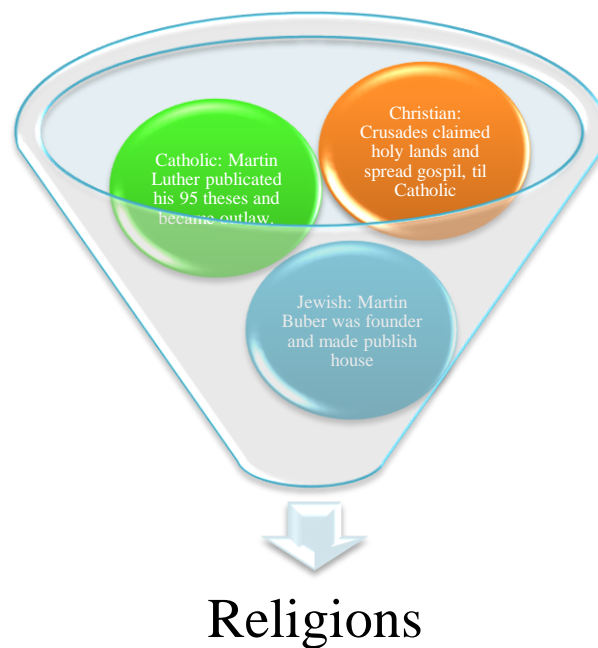 Catholic: Martin
Luther publicated
his 95 theses and
became outlaw.
Christian:
Crusades claimed
holy lands and
spread gospil, til
Catholic
Jewish: Martin
Buber was founder
and made publish
house
Religions